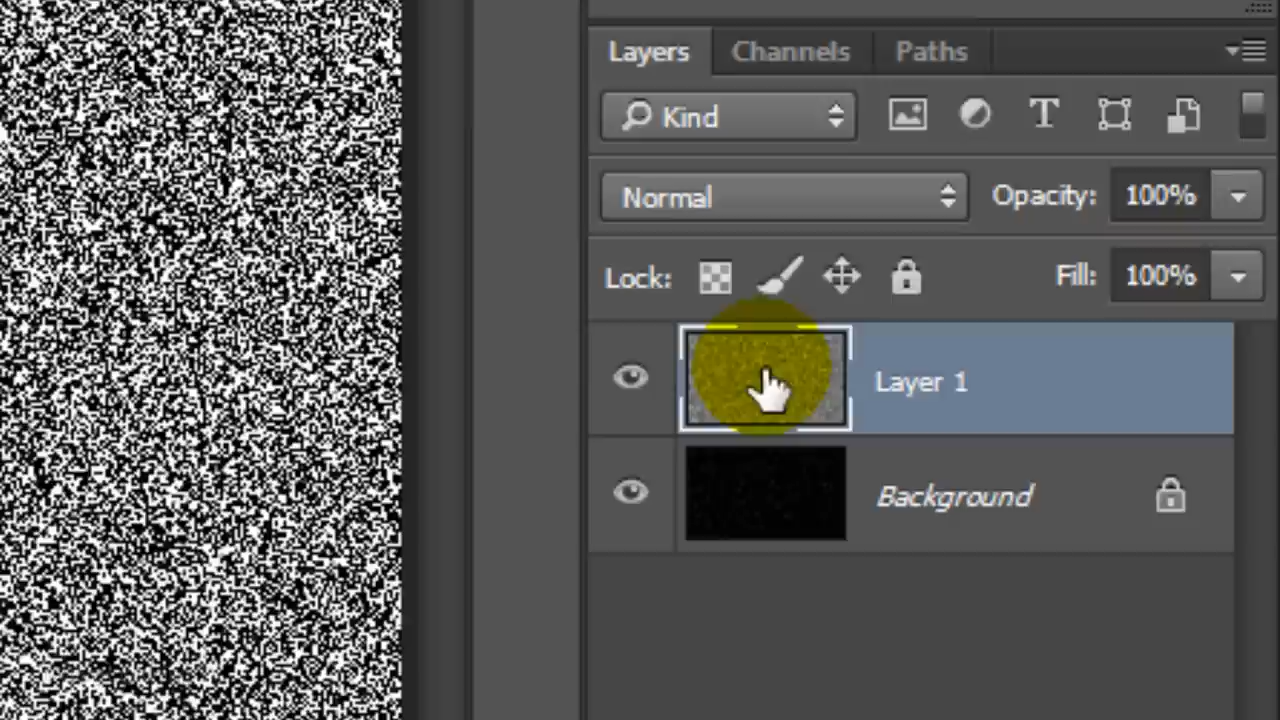 Layers Channels Paths
Kind
Normal Opacity: 100%
Lock: Fill: 100%
Layer 1
Background